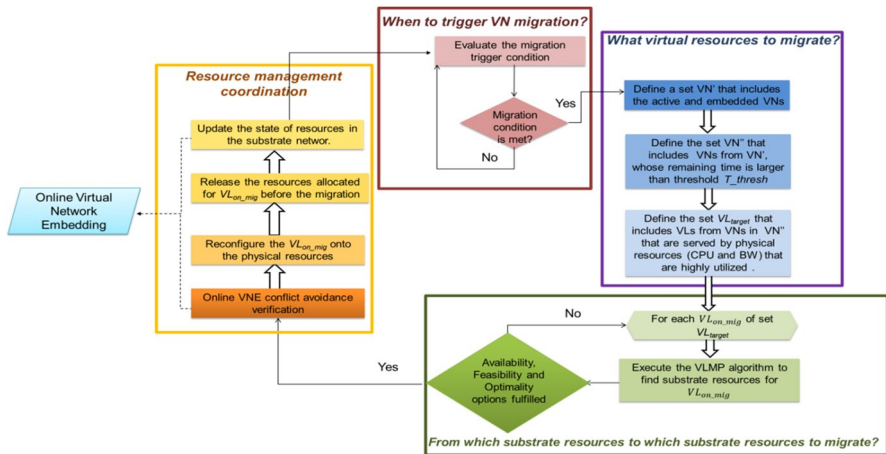 When to trigger VN migration?
Evaluate the migration
trigger condition
Migration
condition
is met?
Yes
No
What virtual resources to migrate?
Define a set VN' that includes
the active and embedded VNs
Define the set VN'' that
includes VNs from VN',
whose remaining time is larger
than threshold T_thresh
Define the set VL_target that
includes VLs from VNs in VN''
that are served by physical
resources (CPU and BW) that
are highly utilized .
For each VL_on_mig of set
VL_target
Execute the VLMP algorithm to
find substrate resources for
VL_on_mig
No
Availability,
Feasibility and
Optimality
options fulfilled
Yes
From which substrate resources to which substrate resources to migrate?
Resource management
coordination
Update the state of resources in
the substrate networ.
Release the resources allocated
for VL_on_mig before the migration
Reconfigure the VL_on_mig onto
the physical resources
Online VNE conflict avoidance
verification
Online Virtual
Network
Embedding